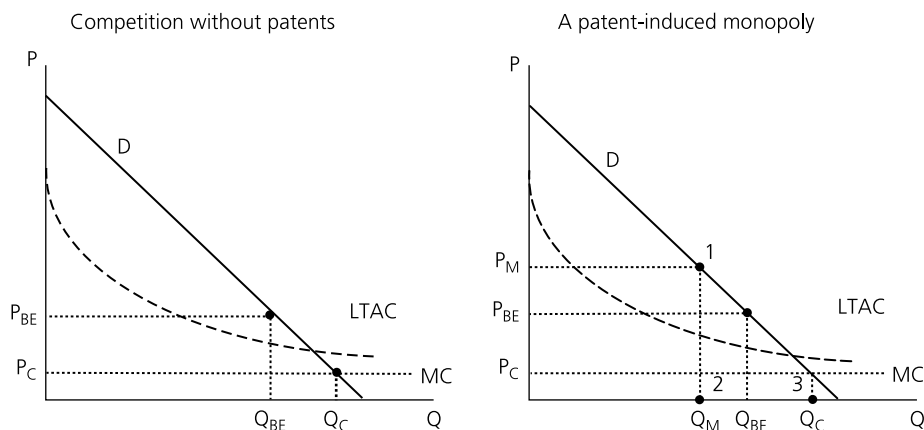 Competition without patents
P
D
P_BE
LTAC
P_C
MC
Q_BE
Q_C
Q
A patent-induced monopoly
P
D
1
P_M
P_BE
LTAC
P_C
MC
2
3
Q_M
Q_BE
Q_C
Q